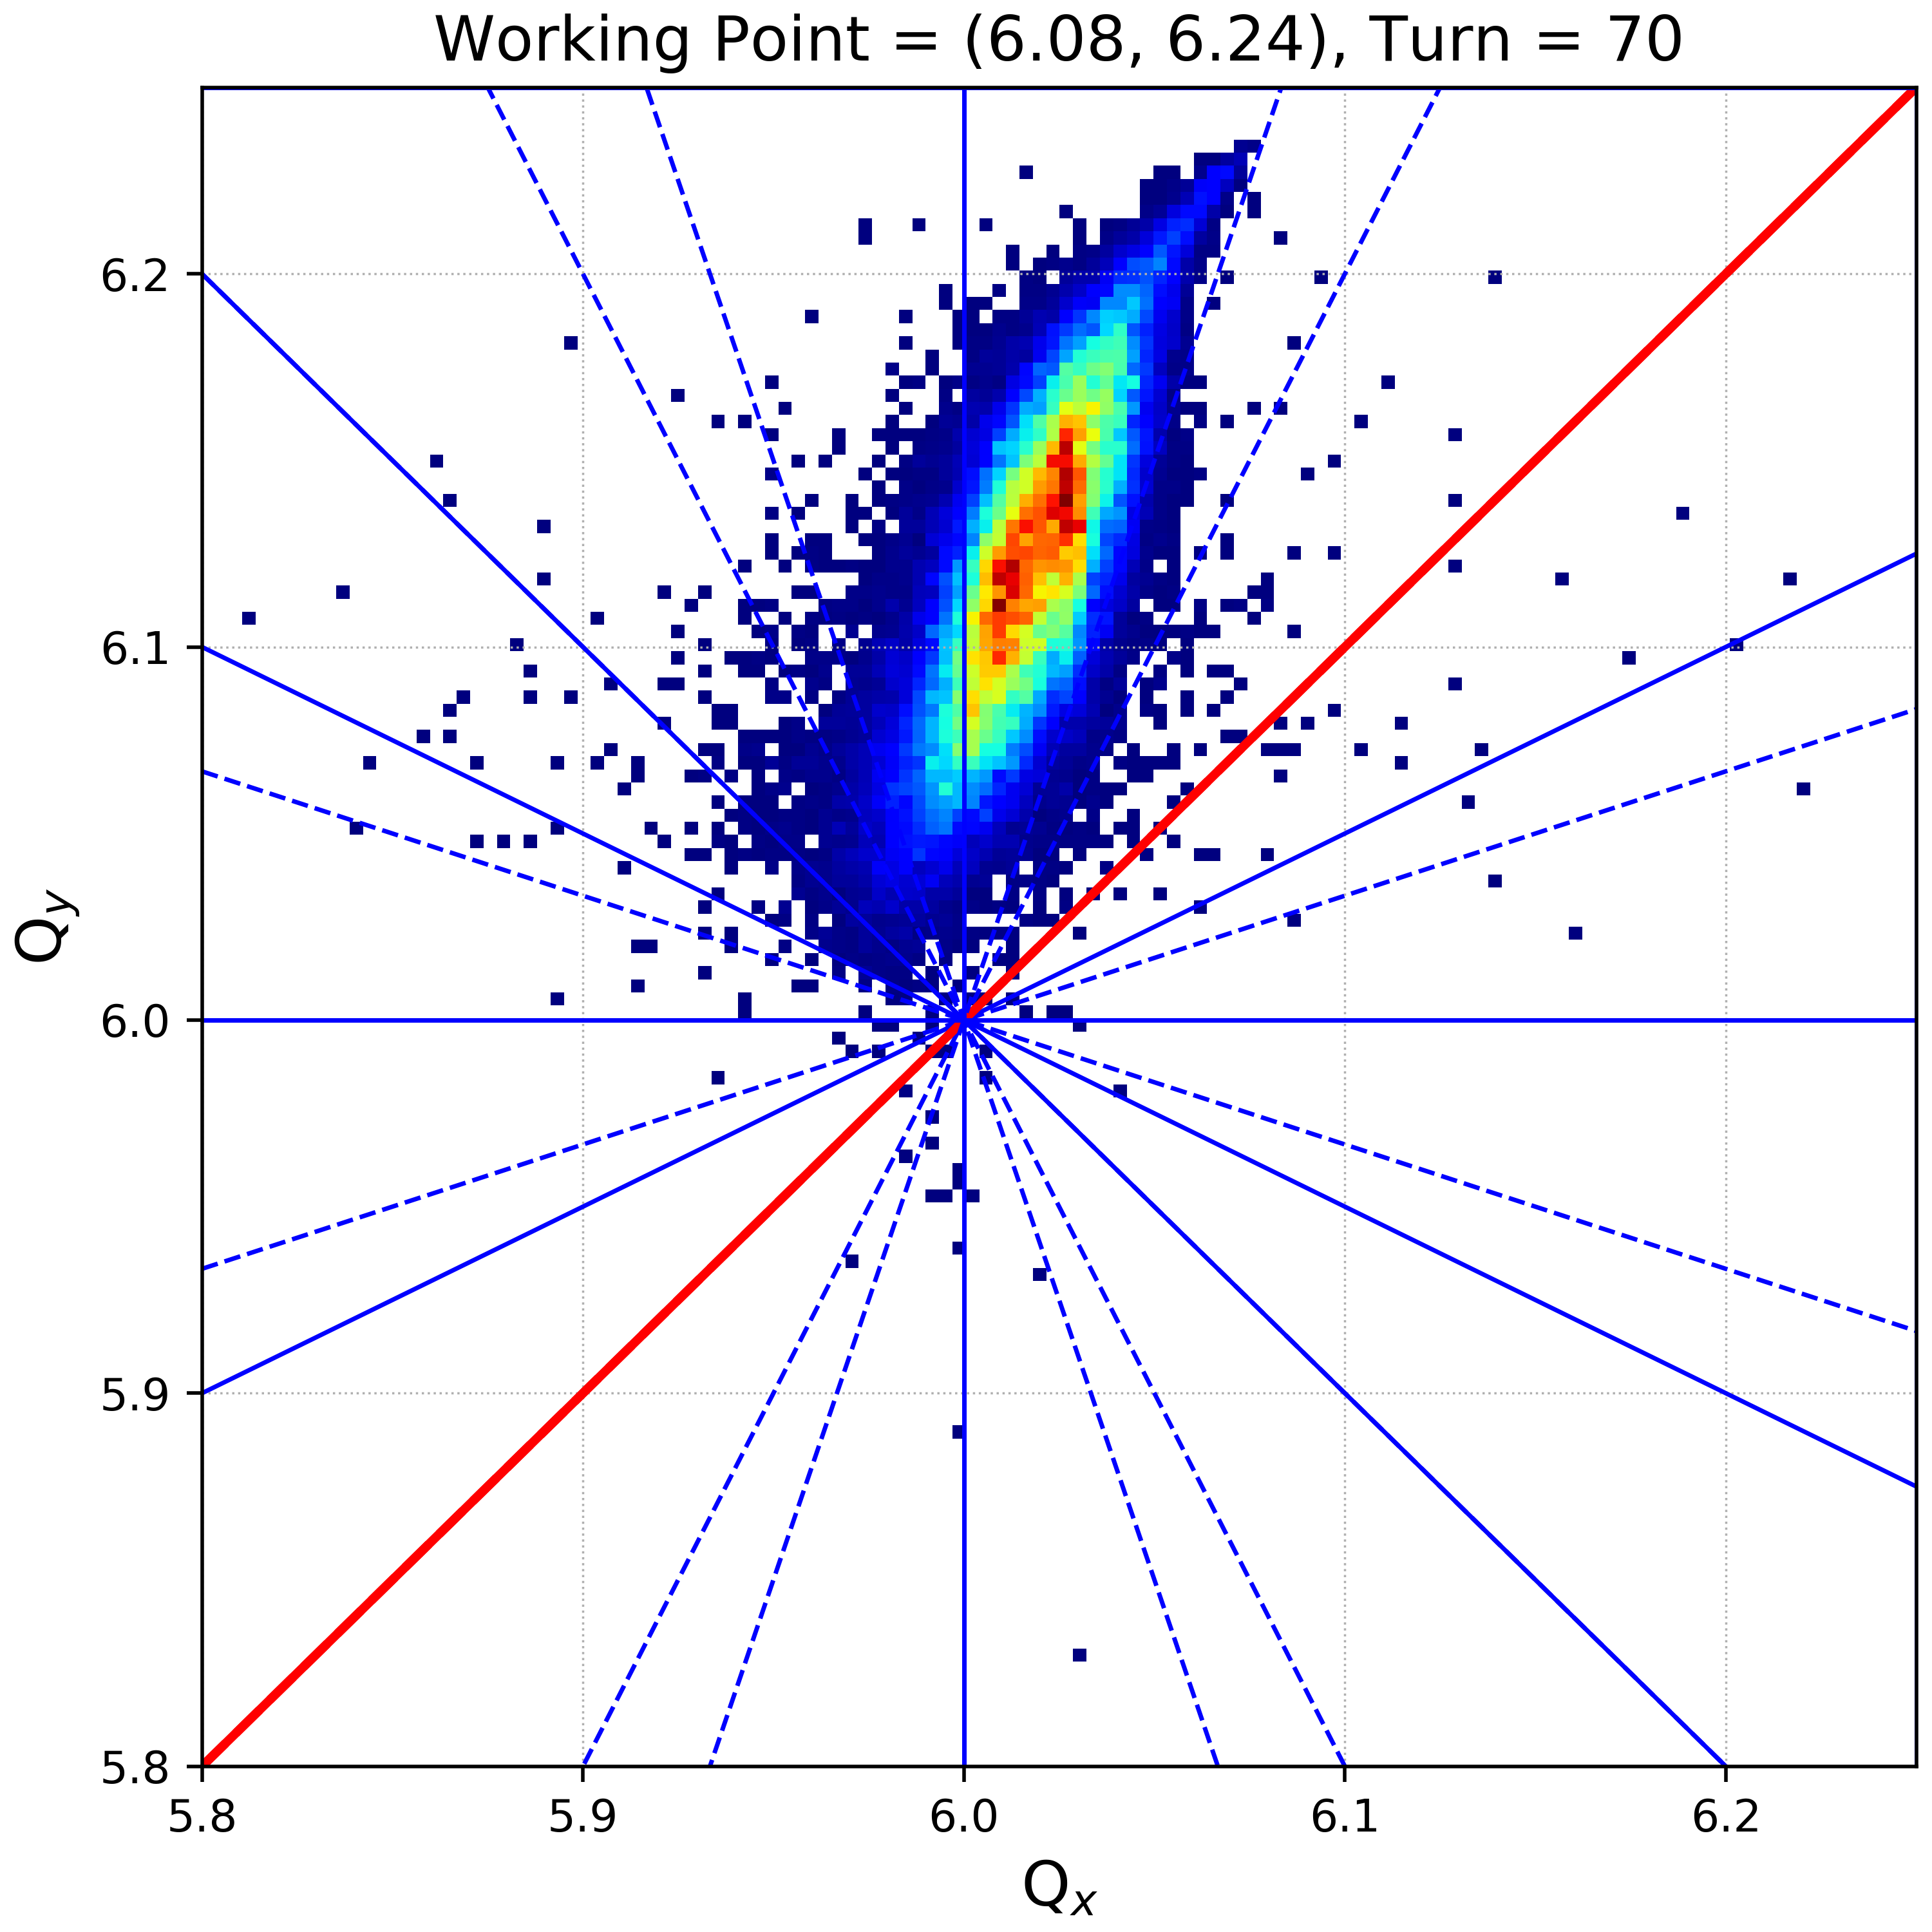 Working Point = (6.08, 6.24), Turn = 70
6.2
6.1
6.0
5.9
5.8
Qy
5.8 5.9 6.0 6.1 6.2
Qx